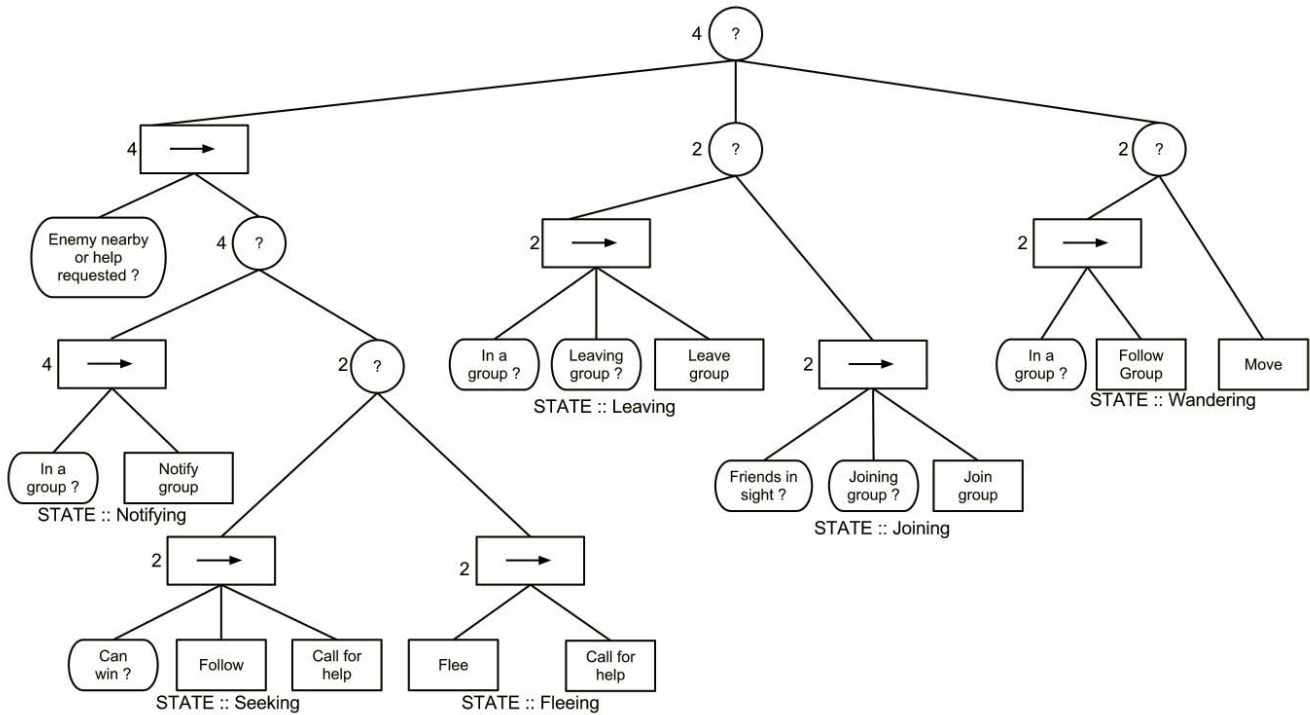 4 ?
4
2 ?
2 ?
Enemy nearby
or help
requested ?
4 ?
2
2
4
2 ?
In a
group ?
Leaving
group ?
Leave
group
STATE :: Leaving
2
In a
group ?
Follow
Group
Move
STATE :: Wandering
In a
group ?
Notify
group
STATE :: Notifying
Friends in
sight ?
Joining
group ?
Join
group
STATE :: Joining
2
2
Can
win ?
Follow
Call for
help
STATE :: Seeking
Flee
Call for
help
STATE :: Fleeing